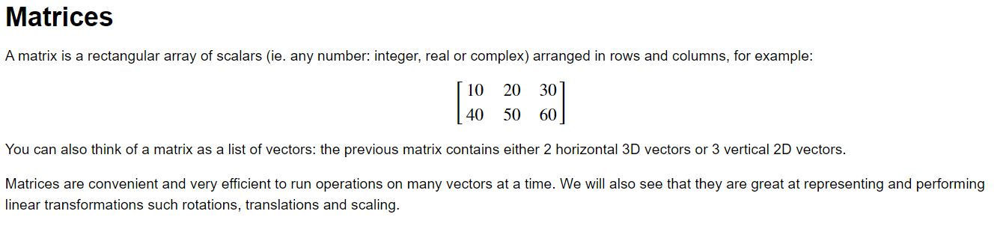 Matrices
A matrix is a rectangular array of scalars (ie. any number: integer, real or complex) arranged in rows and columns, for example:
10 20 30
40 50 60
You can also think of a matrix as a list of vectors: the previous matrix contains either 2 horizontal 3D vectors or 3 vertical 2D vectors.
Matrices are convenient and very efficient to run operations on many vectors at a time. We will also see that they are great at representing and performing
linear transformations such rotations, translations and scaling.